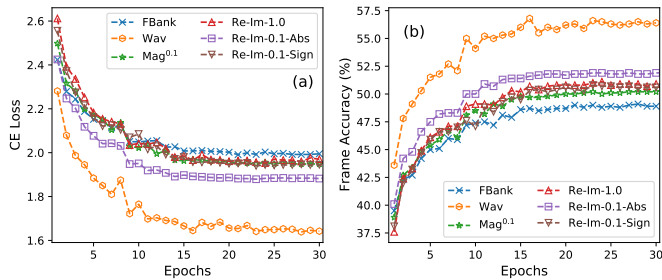 2.6
2.4
2.2
2.0
1.8
1.6
CE Loss
FBank
Wav
Mag0.1
Re-Im-1.0
Re-Im-0.1-Abs
Re-Im-0.1-Sign
(a)
5 10 15 20 25 30
Epochs
57.5
55.0
52.5
50.0
47.5
45.0
42.5
40.0
37.5
Frame Accuracy (%)
(b)
FBank
Wav
Mag0.1
Re-Im-1.0
Re-Im-0.1-Abs
Re-Im-0.1-Sign
5 10 15 20 25 30
Epochs